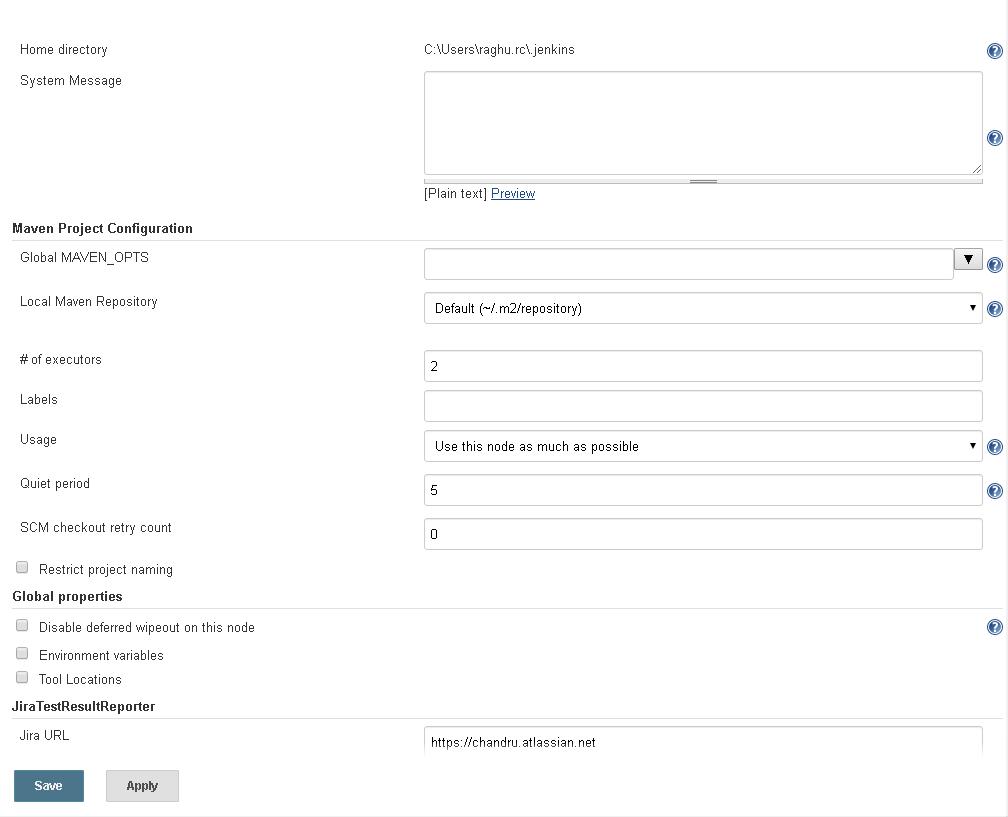 Home directory
C:\Users\raghu.rc\.jenkins
System Message
[Plain text] Preview
Maven Project Configuration
Global MAVEN_OPTS
Local Maven Repository
Default (~/.m2/repository)
# of executors
2
Labels
Usage
Use this node as much as possible
Quiet period
5
SCM checkout retry count
0
Restrict project naming
Global properties
Disable deferred wipeout on this node
Environment variables
Tool Locations
JiraTestResultReporter
Jira URL
https://chandru.atlassian.net
Save
Apply